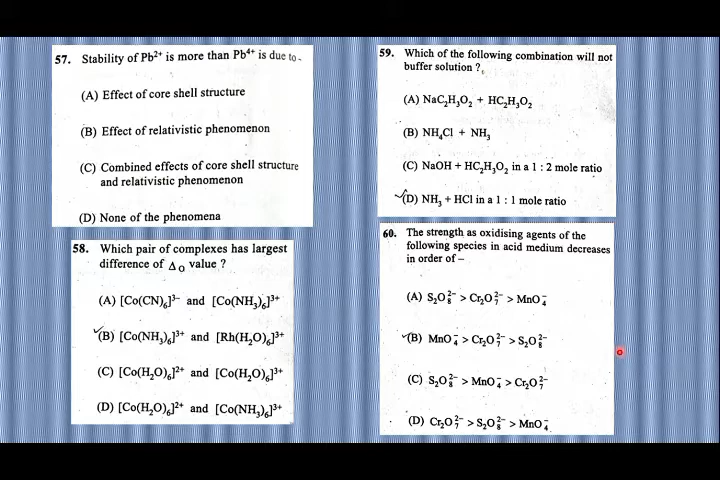 57. Stability of Pb²⁺ is more than Pb⁴⁺ is due to -
(A) Effect of core shell structure
(B) Effect of relativistic phenomenon
(C) Combined effects of core shell structure
and relativistic phenomenon
(D) None of the phenomena
58. Which pair of complexes has largest
difference of Δ₀ value ?
(A) [Co(CN)₆]³⁻ and [Co(NH₃)₆]³⁺
(B) [Co(NH₃)₆]³⁺ and [Rh(H₂O)₆]³⁺
(C) [Co(H₂O)₆]²⁺ and [Co(H₂O)₆]³⁺
(D) [Co(H₂O)₆]²⁺ and [Co(NH₃)₆]³⁺
59. Which of the following combination will not
buffer solution ?
(A) NaC₂H₃O₂ + HC₂H₃O₂
(B) NH₄Cl + NH₃
(C) NaOH + HC₂H₃O₂ in a 1 : 2 mole ratio
(D) NH₃ + HCl in a 1 : 1 mole ratio
60. The strength as oxidising agents of the
following species in acid medium decreases
in order of –
(A) S₂O₈²⁻ > Cr₂O₇²⁻ > MnO₄⁻
(B) MnO₄⁻ > Cr₂O₇²⁻ > S₂O₈²⁻
(C) S₂O₈²⁻ > MnO₄⁻ > Cr₂O₇²⁻
(D) Cr₂O₇²⁻ > S₂O₈²⁻ > MnO₄⁻